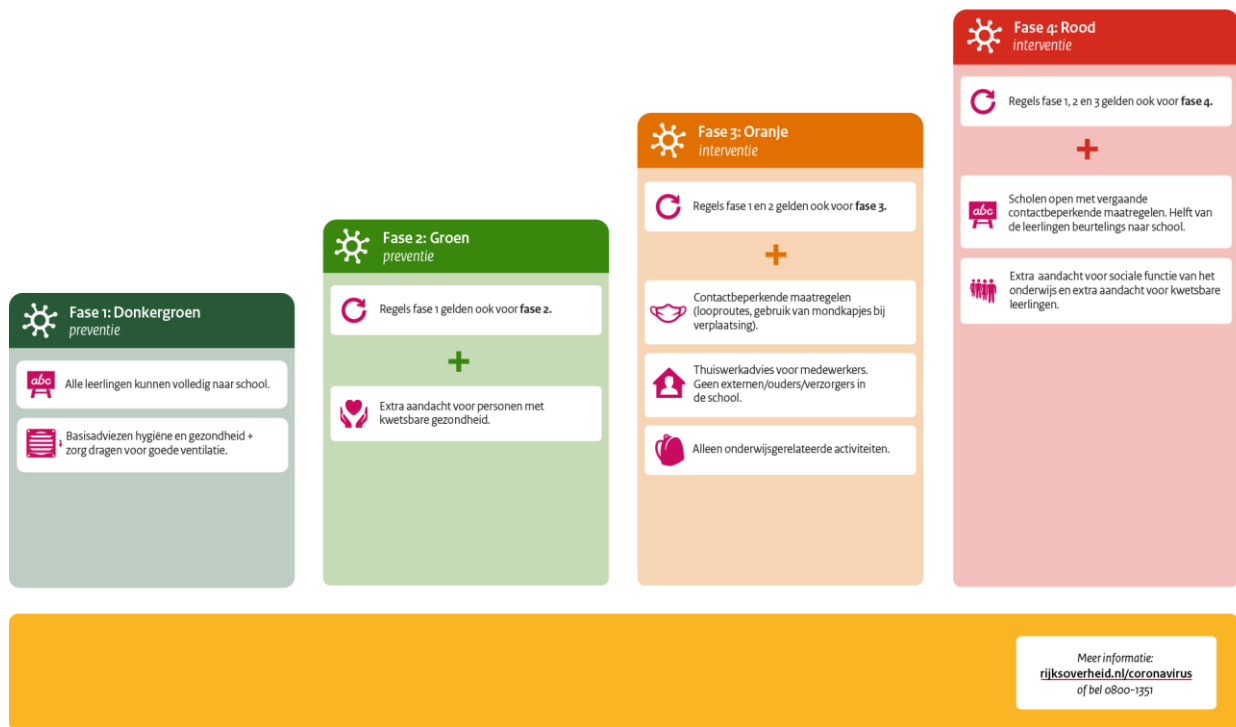 Fase 1: Donkergroen
preventie
abc
Alle leerlingen kunnen volledig naar school.
Basisadviezen hygiëne en gezondheid +
zorg dragen voor goede ventilatie.
Fase 2: Groen
preventie
Regels fase 1 gelden ook voor fase 2.
+
Extra aandacht voor personen met
kwetsbare gezondheid.
Fase 3: Oranje
interventie
Regels fase 1 en 2 gelden ook voor fase 3.
+
Contactbeperkende maatregelen
(looproutes, gebruik van mondkapjes bij
verplaatsing).
Thuiswerkadvies voor medewerkers.
Geen externen/ouders/verzorgers in
de school.
Alleen onderwijsgerelateerde activiteiten.
Fase 4: Rood
interventie
Regels fase 1, 2 en 3 gelden ook voor fase 4.
+
abc
Scholen open met vergaande
contactbeperkende maatregelen. Helft van
de leerlingen beurtelings naar school.
Extra aandacht voor sociale functie van het
onderwijs en extra aandacht voor kwetsbare
leerlingen.
Meer informatie:
rijksoverheid.nl/coronavirus
of bel 0800-1351